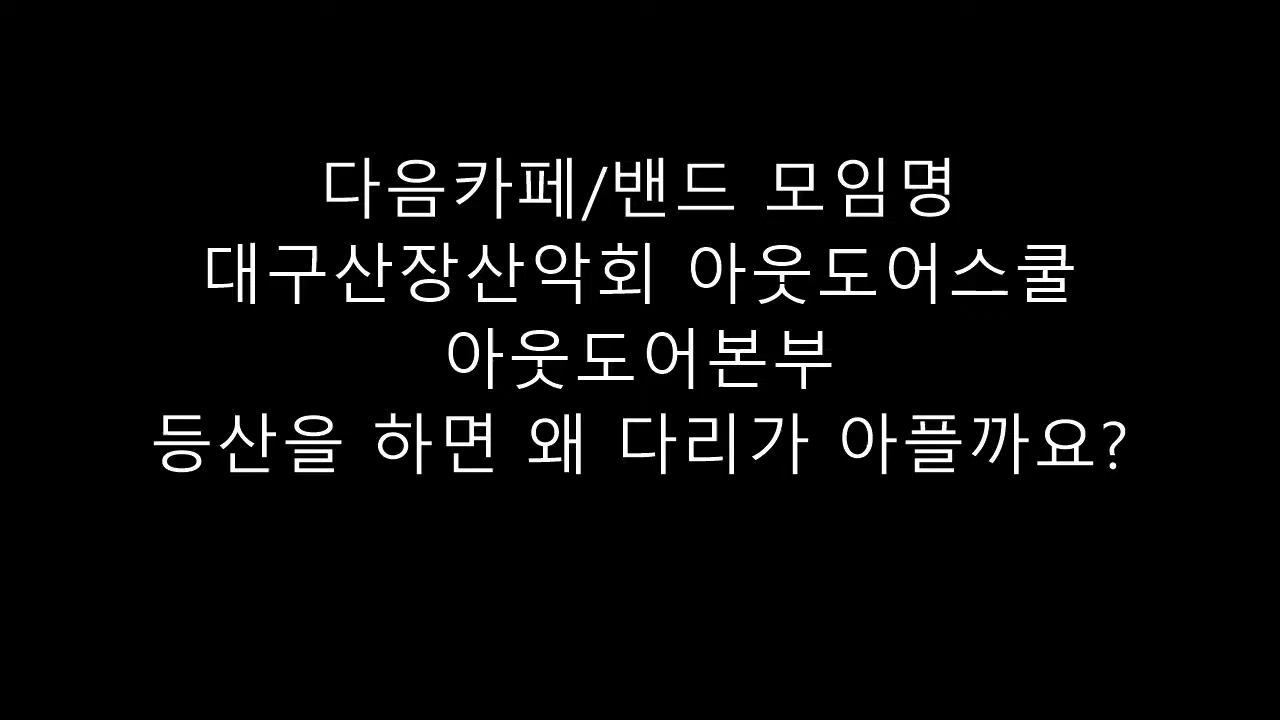 다음카페/밴드 모임명
대구산장산악회 아웃도어스쿨
아웃도어본부
등산을 하면 왜 다리가 아플까요?